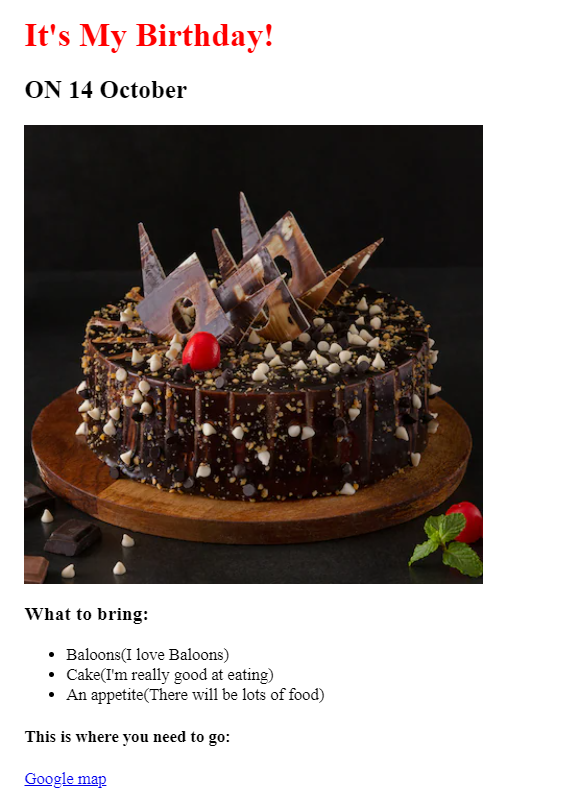 It's My Birthday!
ON 14 October
What to bring:
Baloons(I love Baloons)
Cake(I'm really good at eating)
An appetite(There will be lots of food)
This is where you need to go:
Google map